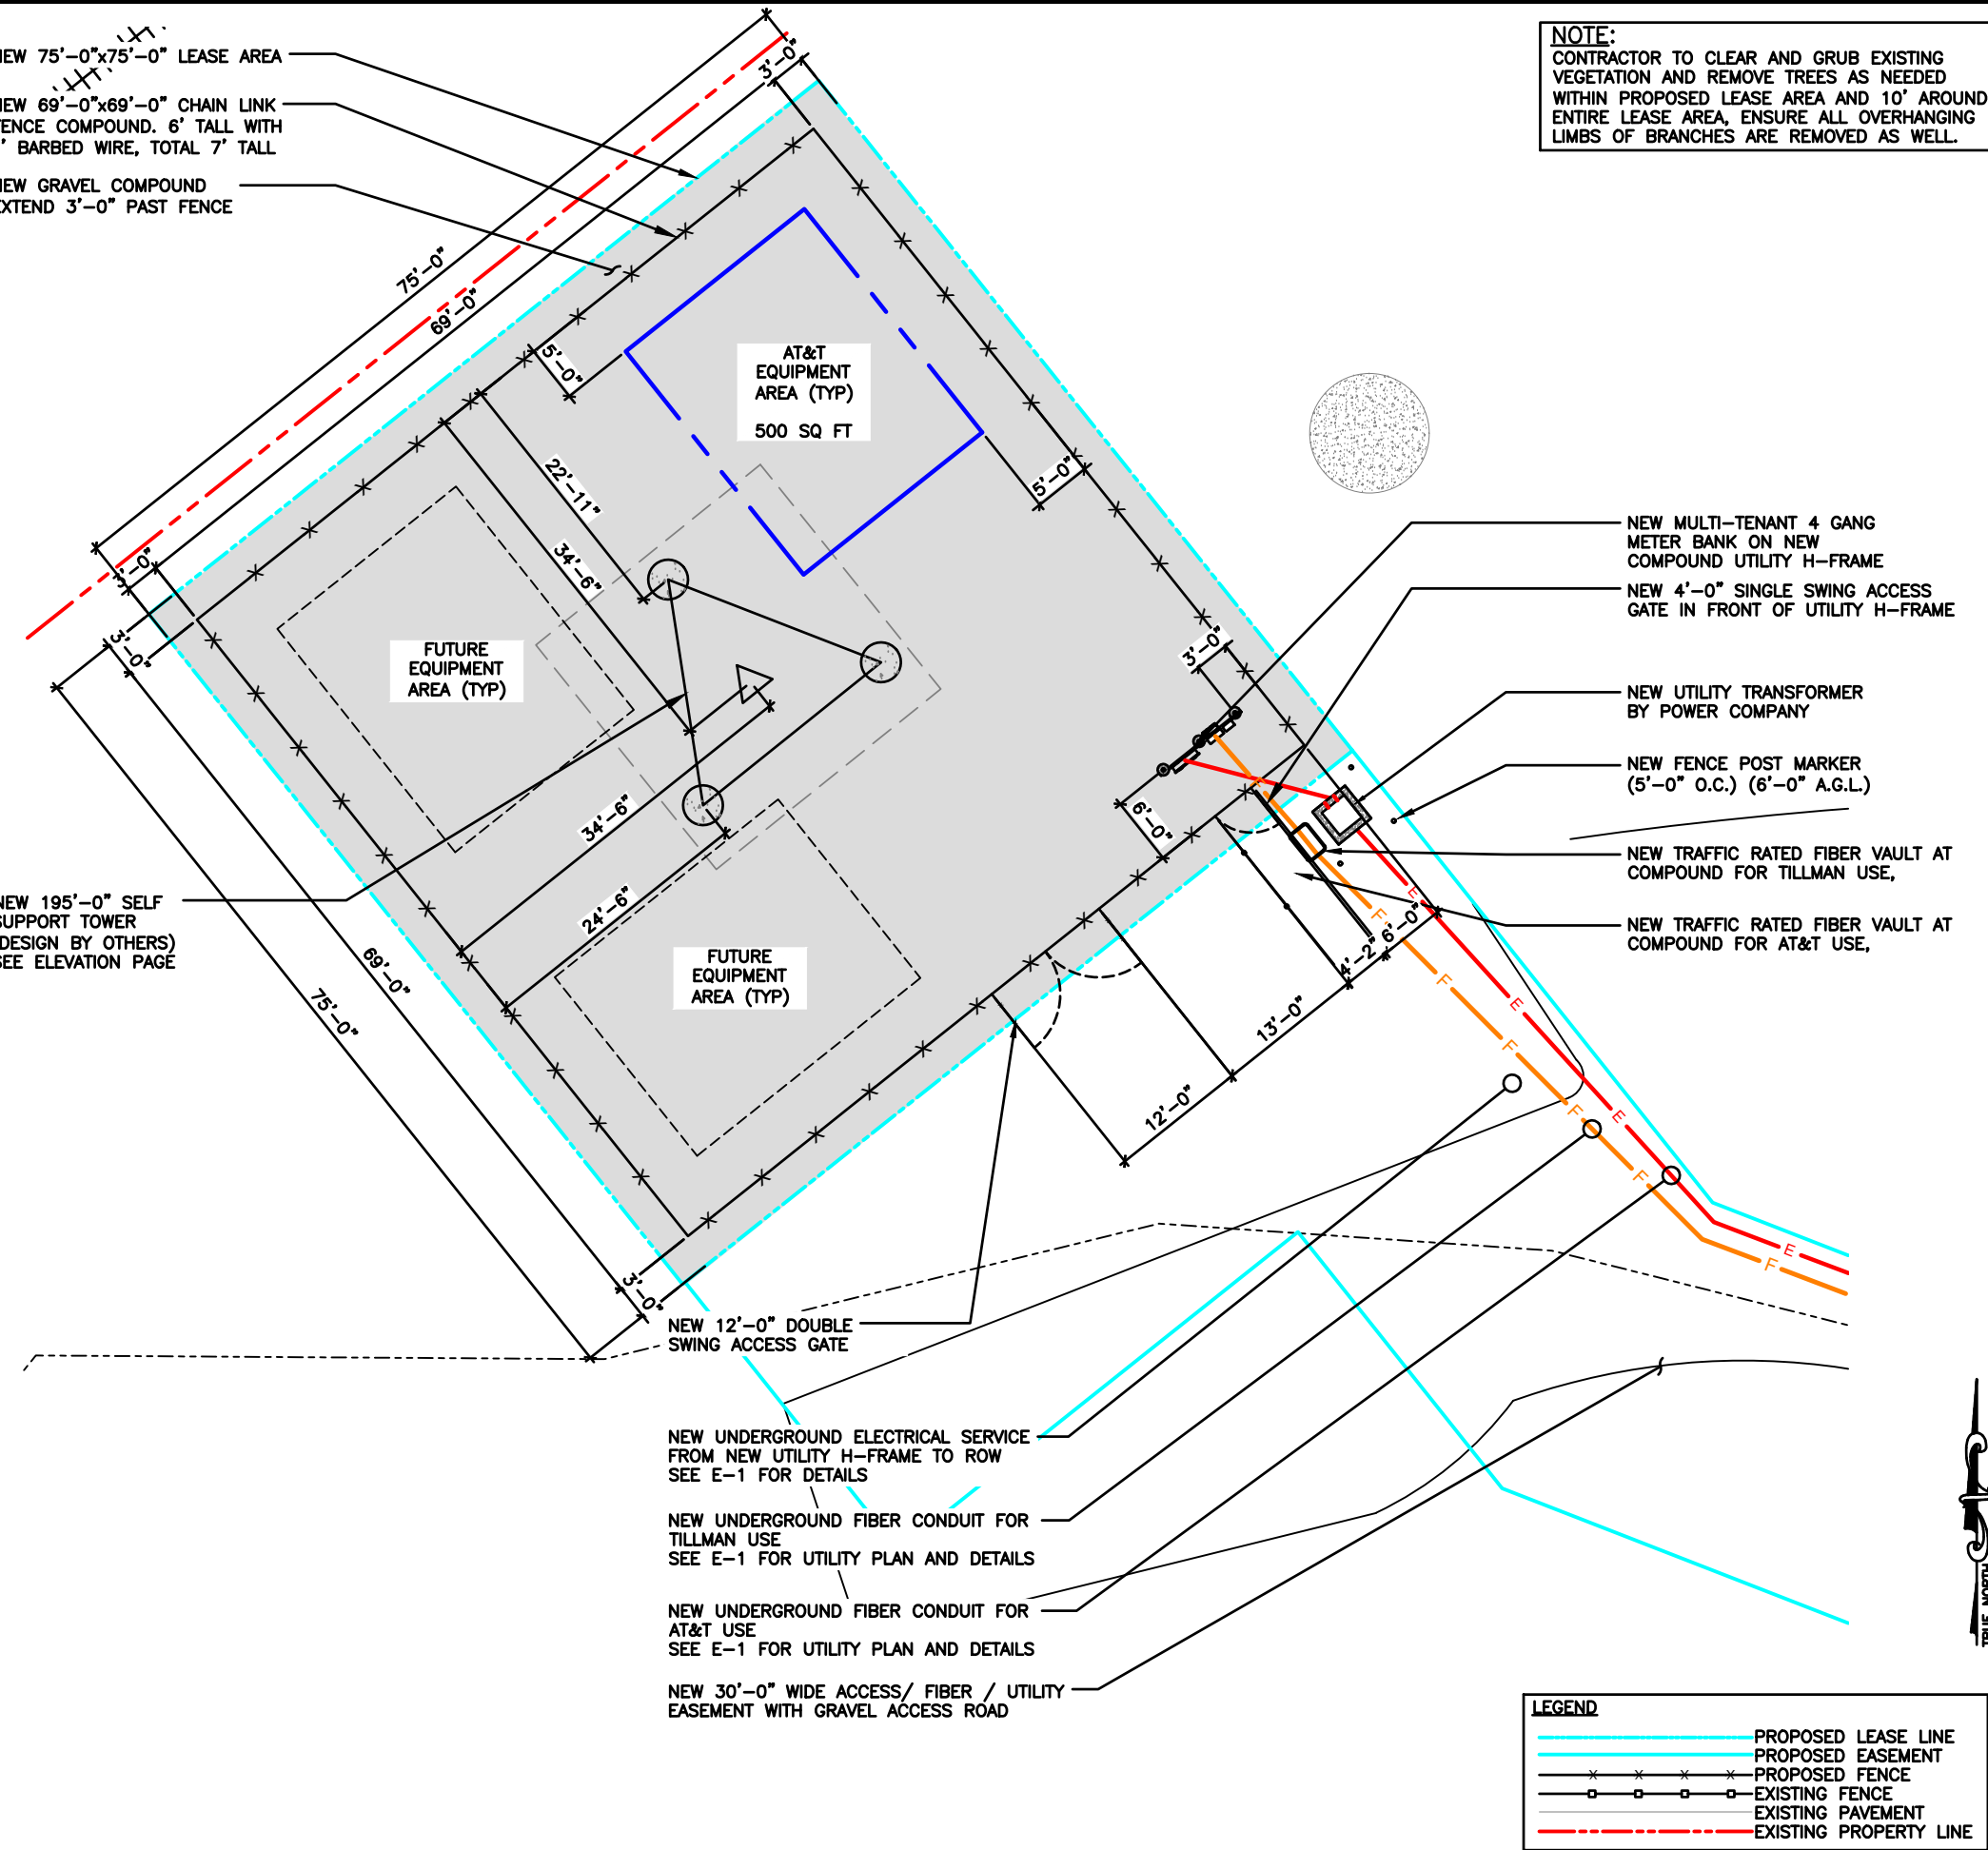 NEW 75'-0"x75'-0" LEASE AREA
NEW 69'-0"x69'-0" CHAIN LINK
FENCE COMPOUND. 6' TALL WITH
' BARBED WIRE, TOTAL 7' TALL
NEW GRAVEL COMPOUND
EXTEND 3'-0" PAST FENCE
NOTE:
CONTRACTOR TO CLEAR AND GRUB EXISTING
VEGETATION AND REMOVE TREES AS NEEDED
WITHIN PROPOSED LEASE AREA AND 10' AROUND
ENTIRE LEASE AREA, ENSURE ALL OVERHANGING
LIMBS OF BRANCHES ARE REMOVED AS WELL.
3'-0"
75'-0"
69'-0"
5'-0"
AT&T
EQUIPMENT
AREA (TYP)
500 SQ FT
22'-11"
34'-6"
5'-0"
3'-0"
3'-0"
FUTURE
EQUIPMENT
AREA (TYP)
3'-0"
34'-6"
24'-6"
6'-0"
NEW MULTI-TENANT 4 GANG
METER BANK ON NEW
COMPOUND UTILITY H-FRAME
NEW 4'-0" SINGLE SWING ACCESS
GATE IN FRONT OF UTILITY H-FRAME
NEW UTILITY TRANSFORMER
BY POWER COMPANY
NEW FENCE POST MARKER
(5'-0" O.C.) (6'-0" A.G.L.)
NEW TRAFFIC RATED FIBER VAULT AT
COMPOUND FOR TILLMAN USE,
NEW TRAFFIC RATED FIBER VAULT AT
COMPOUND FOR AT&T USE,
NEW 195'-0" SELF
SUPPORT TOWER
DESIGN BY OTHERS)
SEE ELEVATION PAGE
FUTURE
EQUIPMENT
AREA (TYP)
69'-0"
75'-0"
3'-0"
4'-2"
6'-0"
13'-0"
12'-0"
E
E
E
E
F
F
F
F
F
F
NEW 12'-0" DOUBLE
SWING ACCESS GATE
NEW UNDERGROUND ELECTRICAL SERVICE
FROM NEW UTILITY H-FRAME TO ROW
SEE E-1 FOR DETAILS
NEW UNDERGROUND FIBER CONDUIT FOR
TILLMAN USE
SEE E-1 FOR UTILITY PLAN AND DETAILS
NEW UNDERGROUND FIBER CONDUIT FOR
AT&T USE
SEE E-1 FOR UTILITY PLAN AND DETAILS
NEW 30'-0" WIDE ACCESS/ FIBER / UTILITY
EASEMENT WITH GRAVEL ACCESS ROAD
TRUE NORTH
LEGEND
PROPOSED LEASE LINE
PROPOSED EASEMENT
PROPOSED FENCE
EXISTING FENCE
EXISTING PAVEMENT
EXISTING PROPERTY LINE